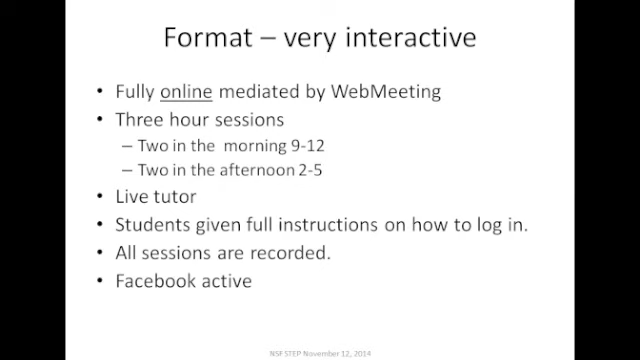 Format – very interactive
• Fully online mediated by WebMeeting
• Three hour sessions
– Two in the morning 9-12
– Two in the afternoon 2-5
• Live tutor
• Students given full instructions on how to log in.
• All sessions are recorded.
• Facebook active
NSF STEP November 12, 2014